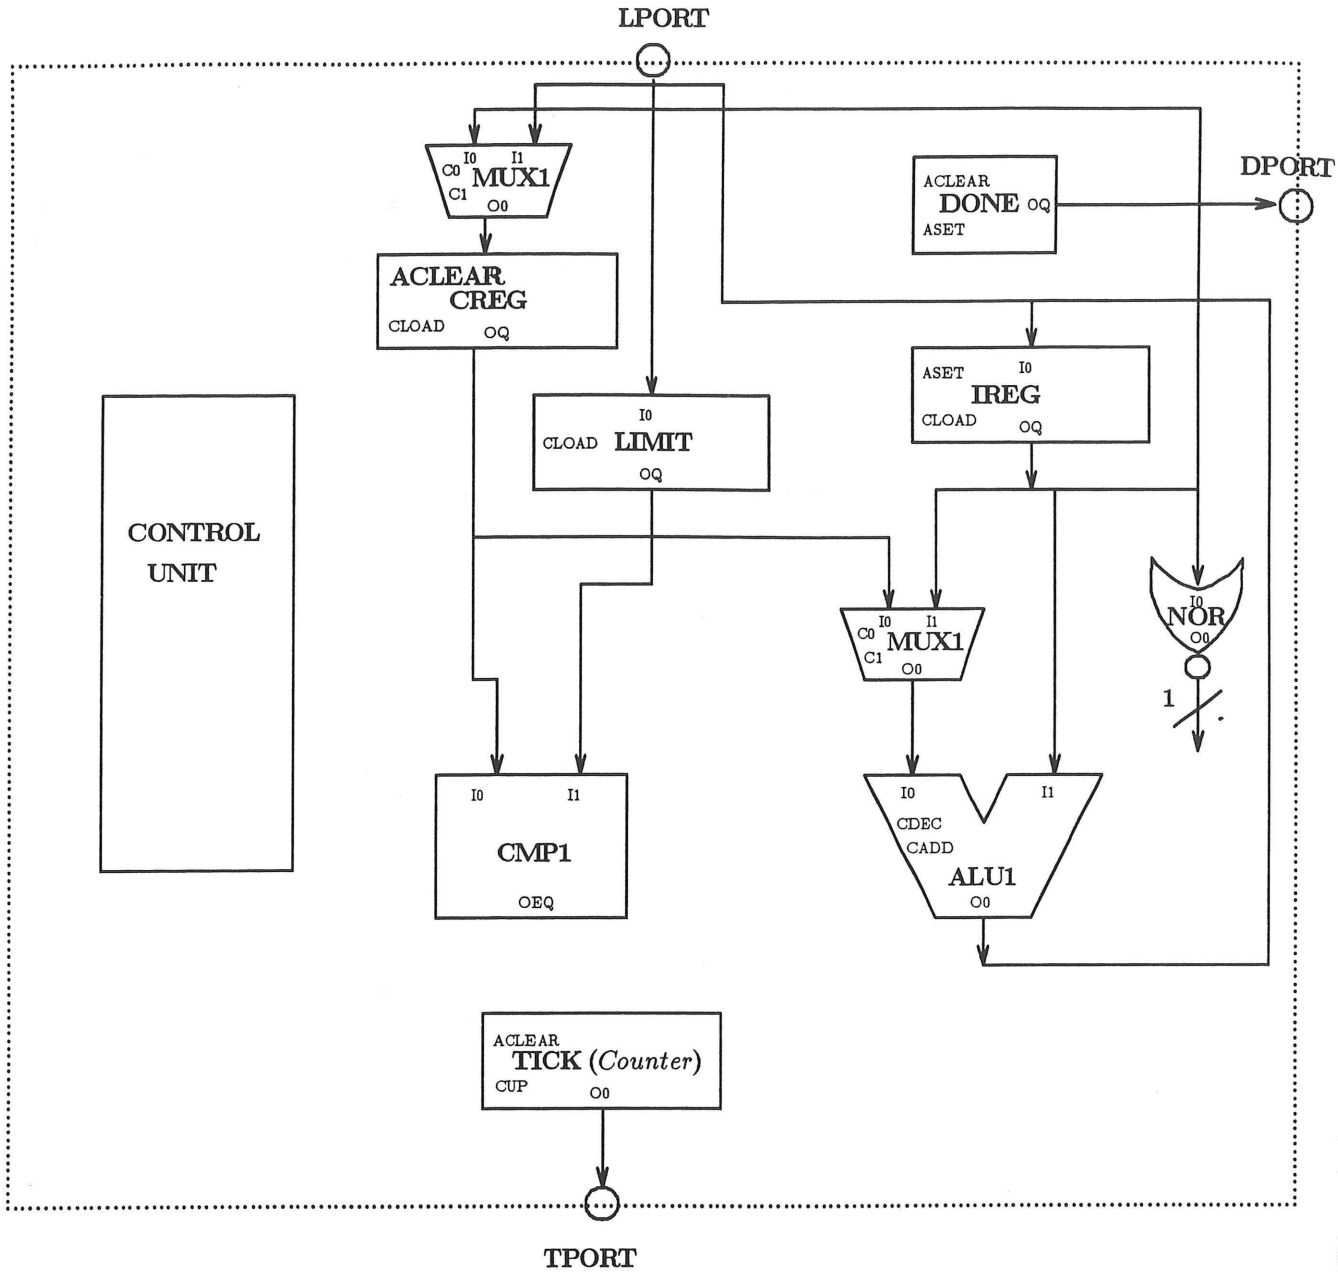 LPORT
I0 I1
C0 MUX1
C1
O0
DPORT
ACLEAR
DONE OQ
ASET
ACLEAR
CREG
CLOAD OQ
ASET I0
IREG
CLOAD OQ
I0
CLOAD LIMIT
OQ
CONTROL
UNIT
I0
NOR
O0
I0 I1
C0 MUX1
C1
O0
1
I0 I1
CMP1
OEQ
I0 I1
CDEC
CADD
ALU1
O0
ACLEAR
TICK (Counter)
CUP
O0
TPORT